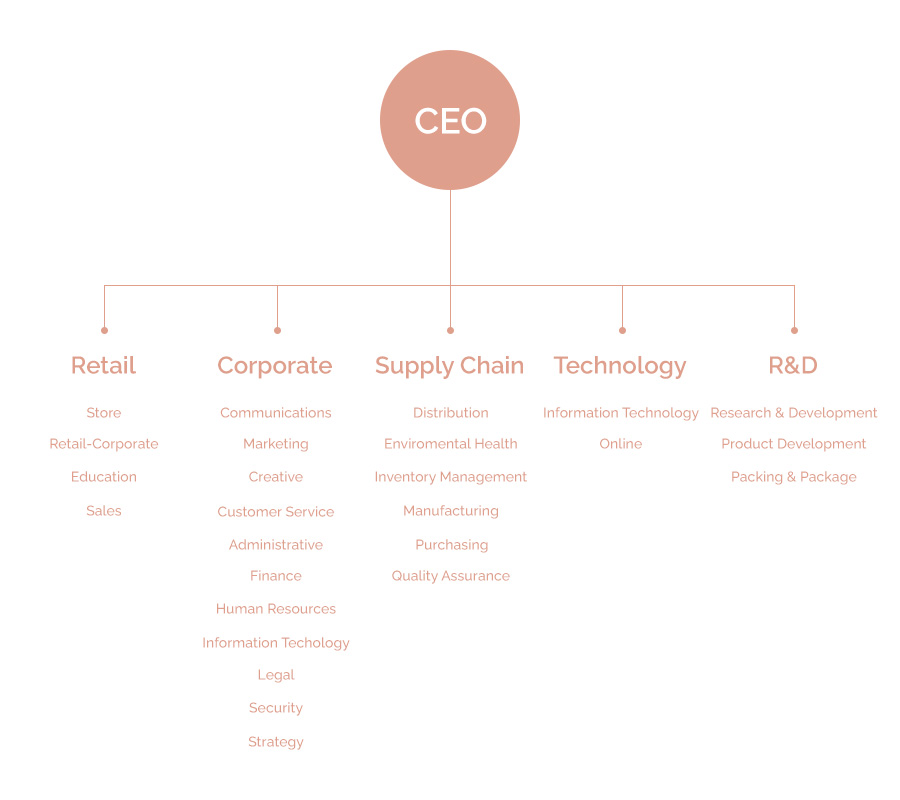 CEO
Retail
Store
Retail-Corporate
Education
Sales
Corporate
Communications
Marketing
Creative
Customer Service
Administrative
Finance
Human Resources
Information Techology
Legal
Security
Strategy
Supply Chain
Distribution
Enviromental Health
Inventory Management
Manufacturing
Purchasing
Quality Assurance
Technology
Information Technology
Online
R&D
Research & Development
Product Development
Packing & Package